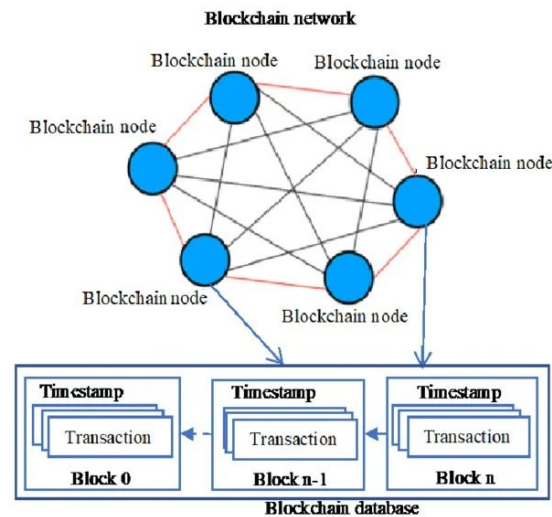 Blockchain network
Blockchain node
Blockchain node
Blockchain node
Blockchain node
Blockchain node
Blockchain node
Timestamp
Transaction
Block 0
Timestamp
Transaction
Block n-1
Timestamp
Transaction
Block n
Blockchain database